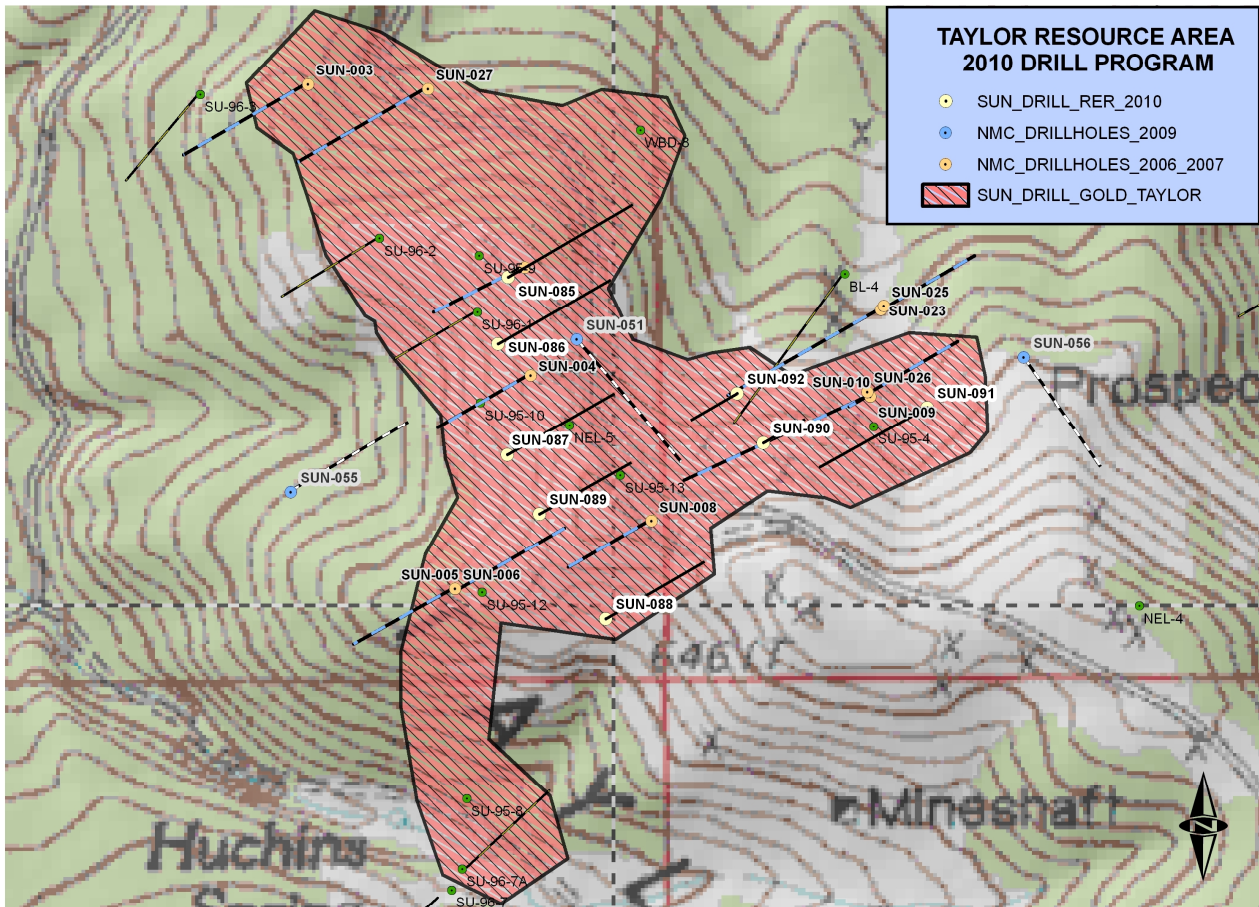 TAYLOR RESOURCE AREA
2010 DRILL PROGRAM
SUN_DRILL_RER_2010
NMC_DRILLHOLES_2009
NMC_DRILLHOLES_2006_2007
SUN_DRILL_GOLD_TAYLOR
SUN-003
SUN-027
SU-96-3
WBD-3
SU-96-2
SU-95-9
SUN-085
BL-4
SUN-025
SUN-023
SU-96-1
SUN-051
SUN-086
SUN-056
SUN-004
SUN-092
SUN-010
SUN-026
SUN-091
Prospec
SU-95-10
SUN-009
SUN-087
NEL-5
SUN-090
SU-95-4
SUN-055
SU-95-13
SUN-089
SUN-008
SUN-005
SUN-006
SU-95-12
SUN-088
NEL-4
SU-95-8
Mineshaft
Huchins
SU-96-7A
SU-96-7
N